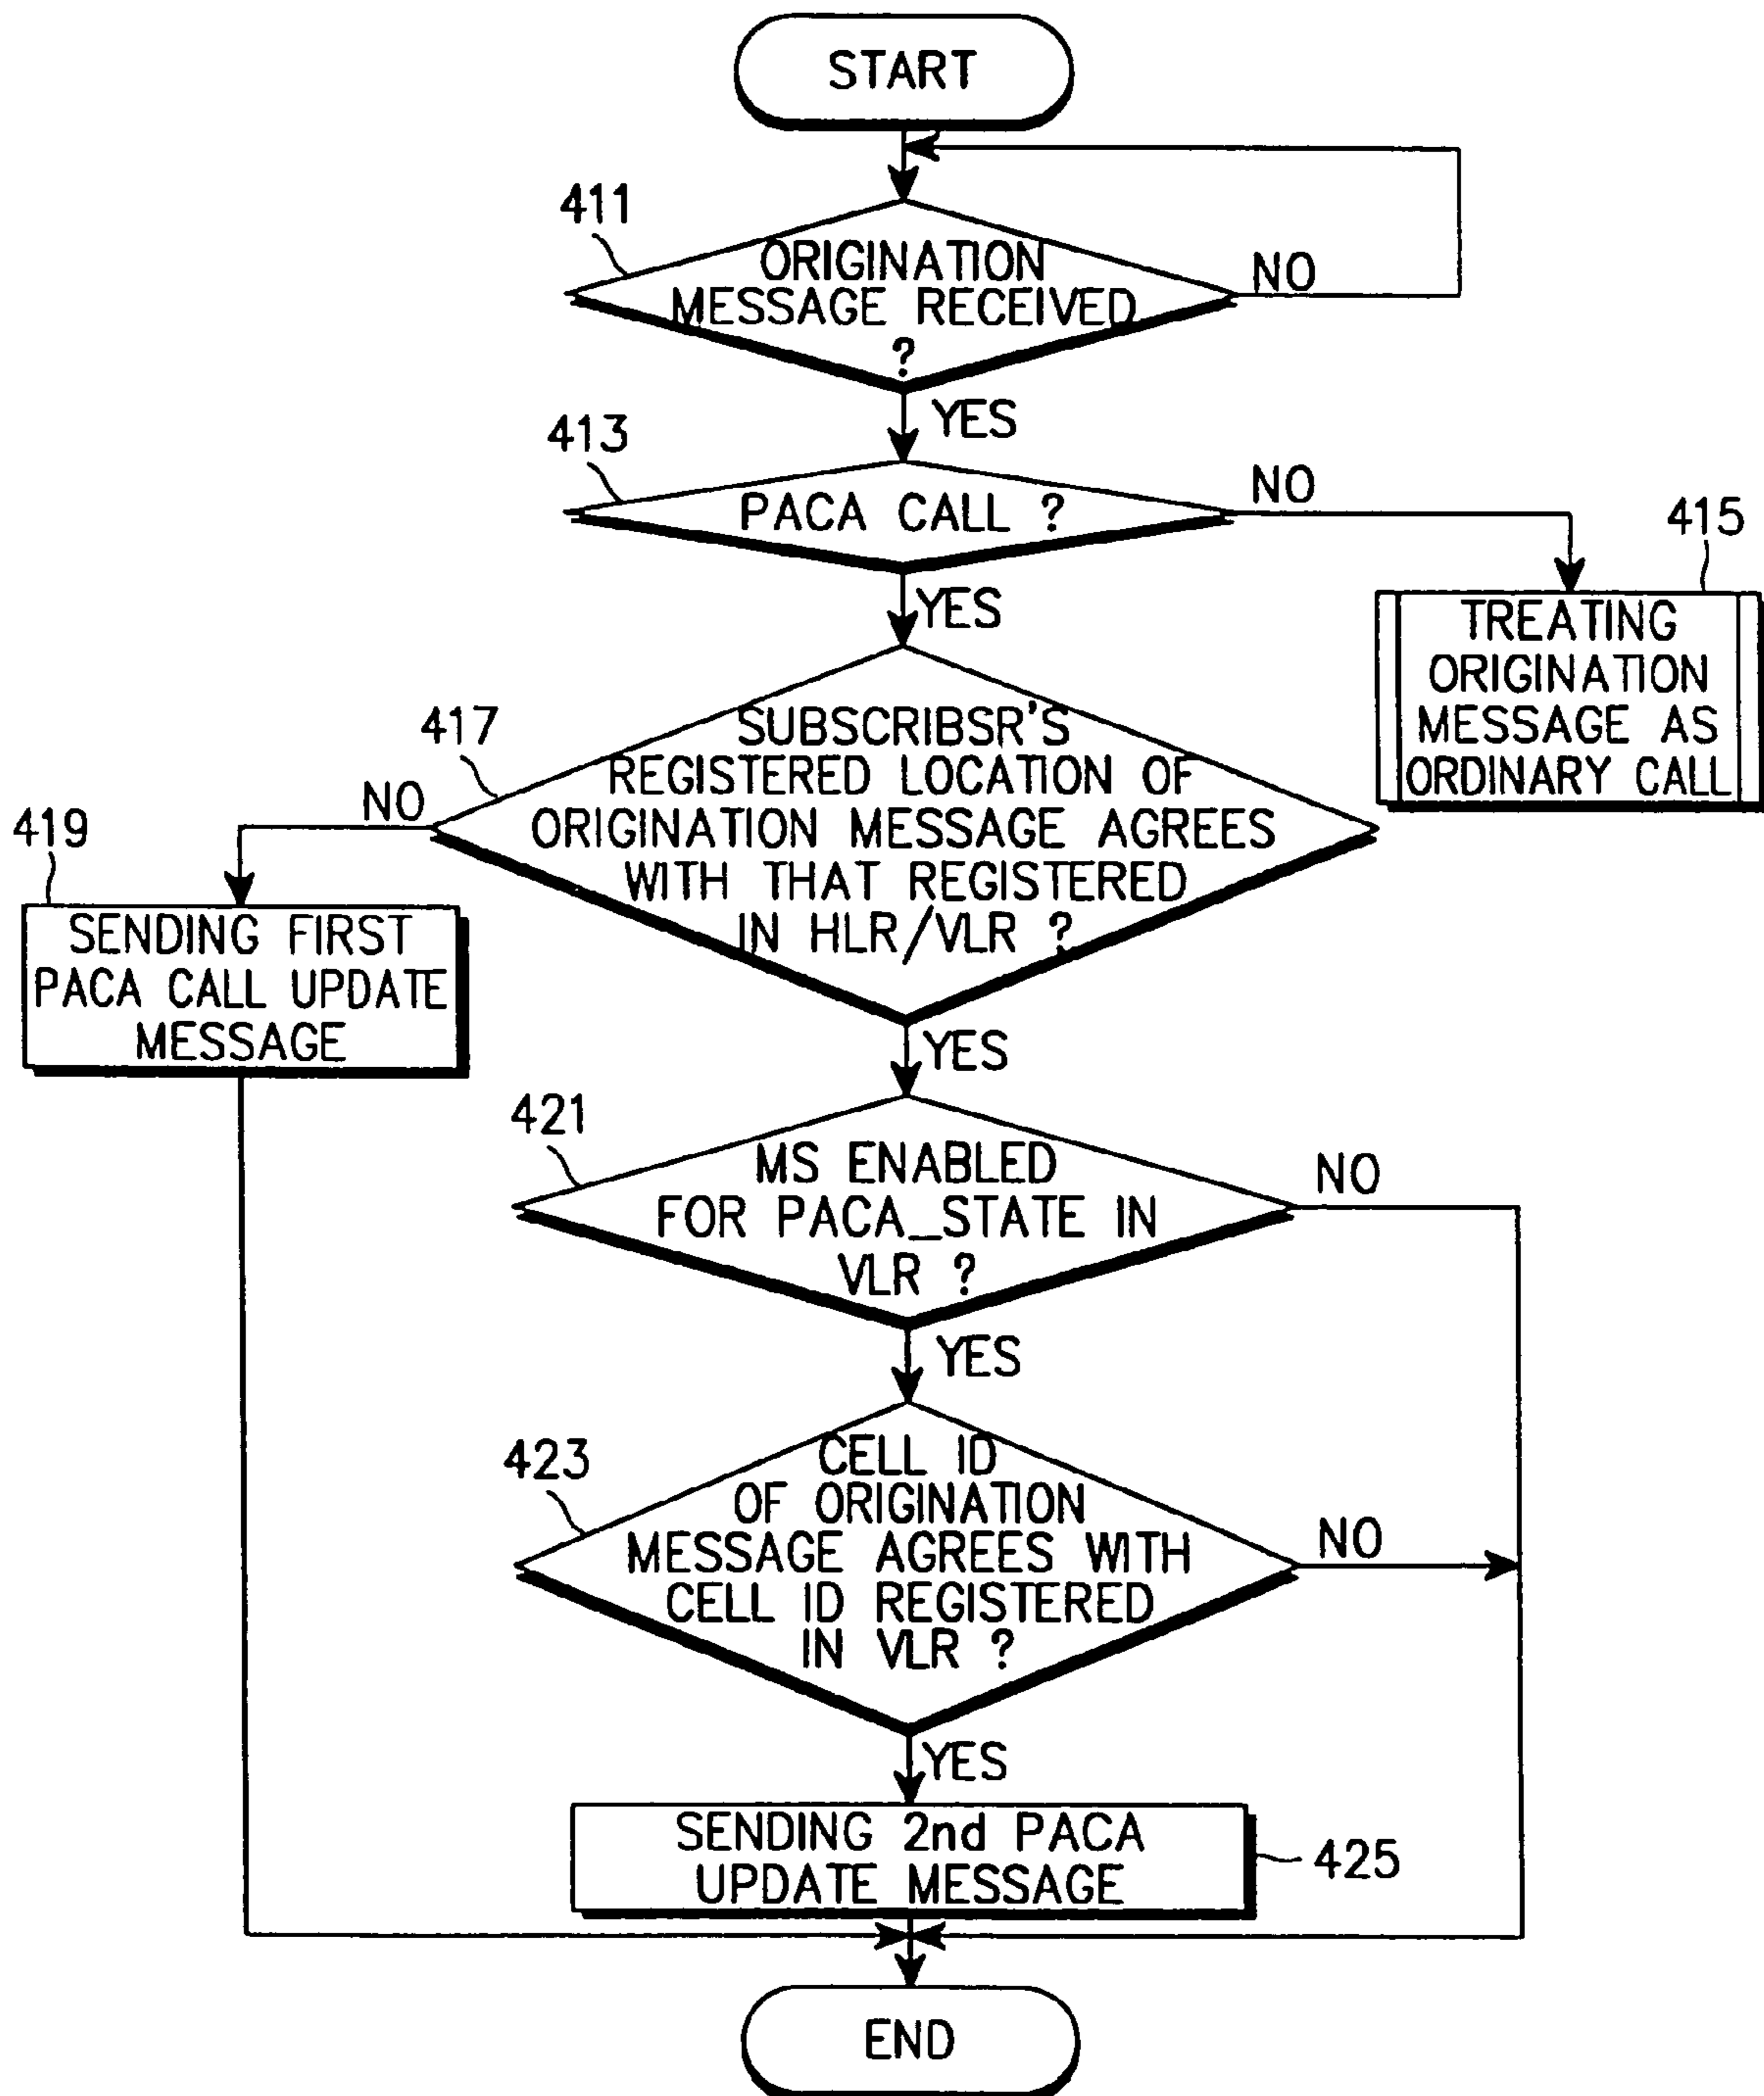 START
411
ORIGINATION
MESSAGE RECEIVED
?
NO
YES
413
PACA CALL ?
NO
YES
415
TREATING
ORIGINATION
MESSAGE AS
ORDINARY CALL
417
SUBSCRIBSR'S
REGISTERED LOCATION OF
ORIGINATION MESSAGE AGREES
WITH THAT REGISTERED
IN HLR/VLR ?
NO
YES
419
SENDING FIRST
PACA CALL UPDATE
MESSAGE
421
MS ENABLED
FOR PACA_STATE IN
VLR ?
NO
YES
423
CELL ID
OF ORIGINATION
MESSAGE AGREES WITH
CELL ID REGISTERED
IN VLR ?
NO
YES
SENDING 2nd PACA
UPDATE MESSAGE
425
END